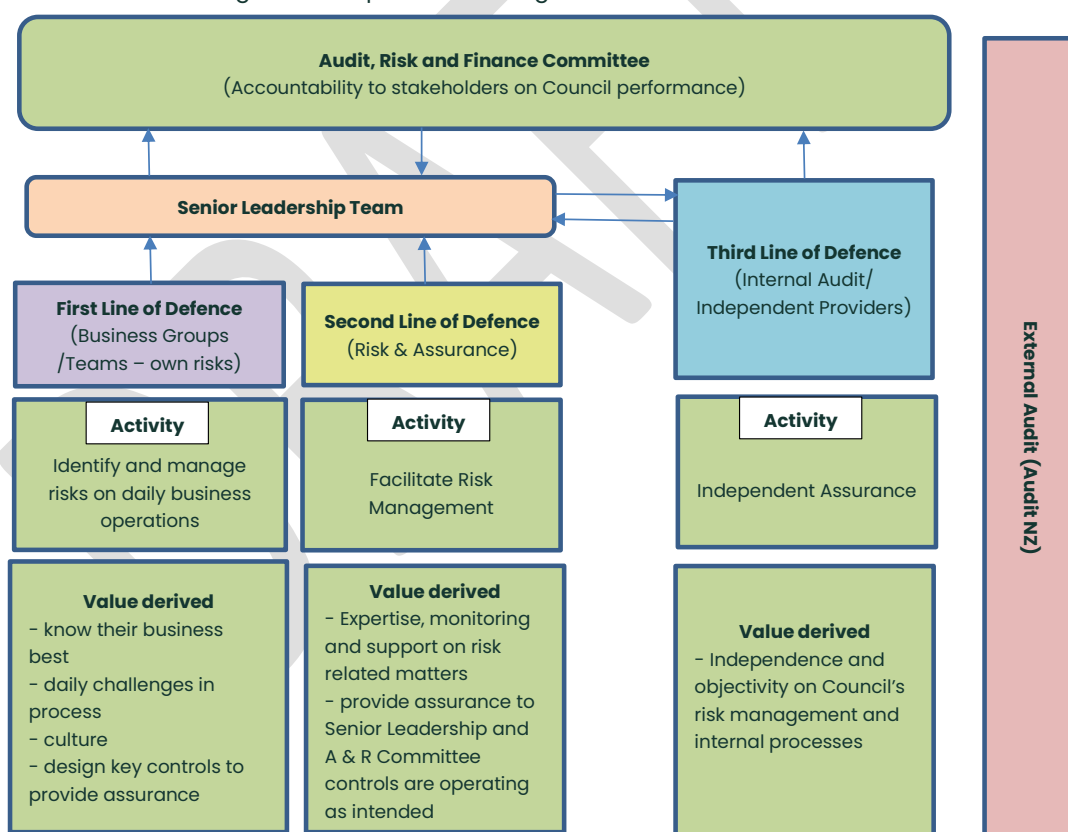 Audit, Risk and Finance Committee
(Accountability to stakeholders on Council performance)
Senior Leadership Team
First Line of Defence
(Business Groups
/Teams – own risks)
Second Line of Defence
(Risk & Assurance)
Third Line of Defence
(Internal Audit/
Independent Providers)
Activity
Identify and manage
risks on daily business
operations
Activity
Facilitate Risk
Management
Activity
Independent Assurance
Value derived
- know their business
best
- daily challenges in
process
- culture
- design key controls to
provide assurance
Value derived
- Expertise, monitoring
and support on risk
related matters
- provide assurance to
Senior Leadership and
A & R Committee
controls are operating
as intended
Value derived
- Independence and
objectivity on Council's
risk management and
internal processes
External Audit (Audit NZ)